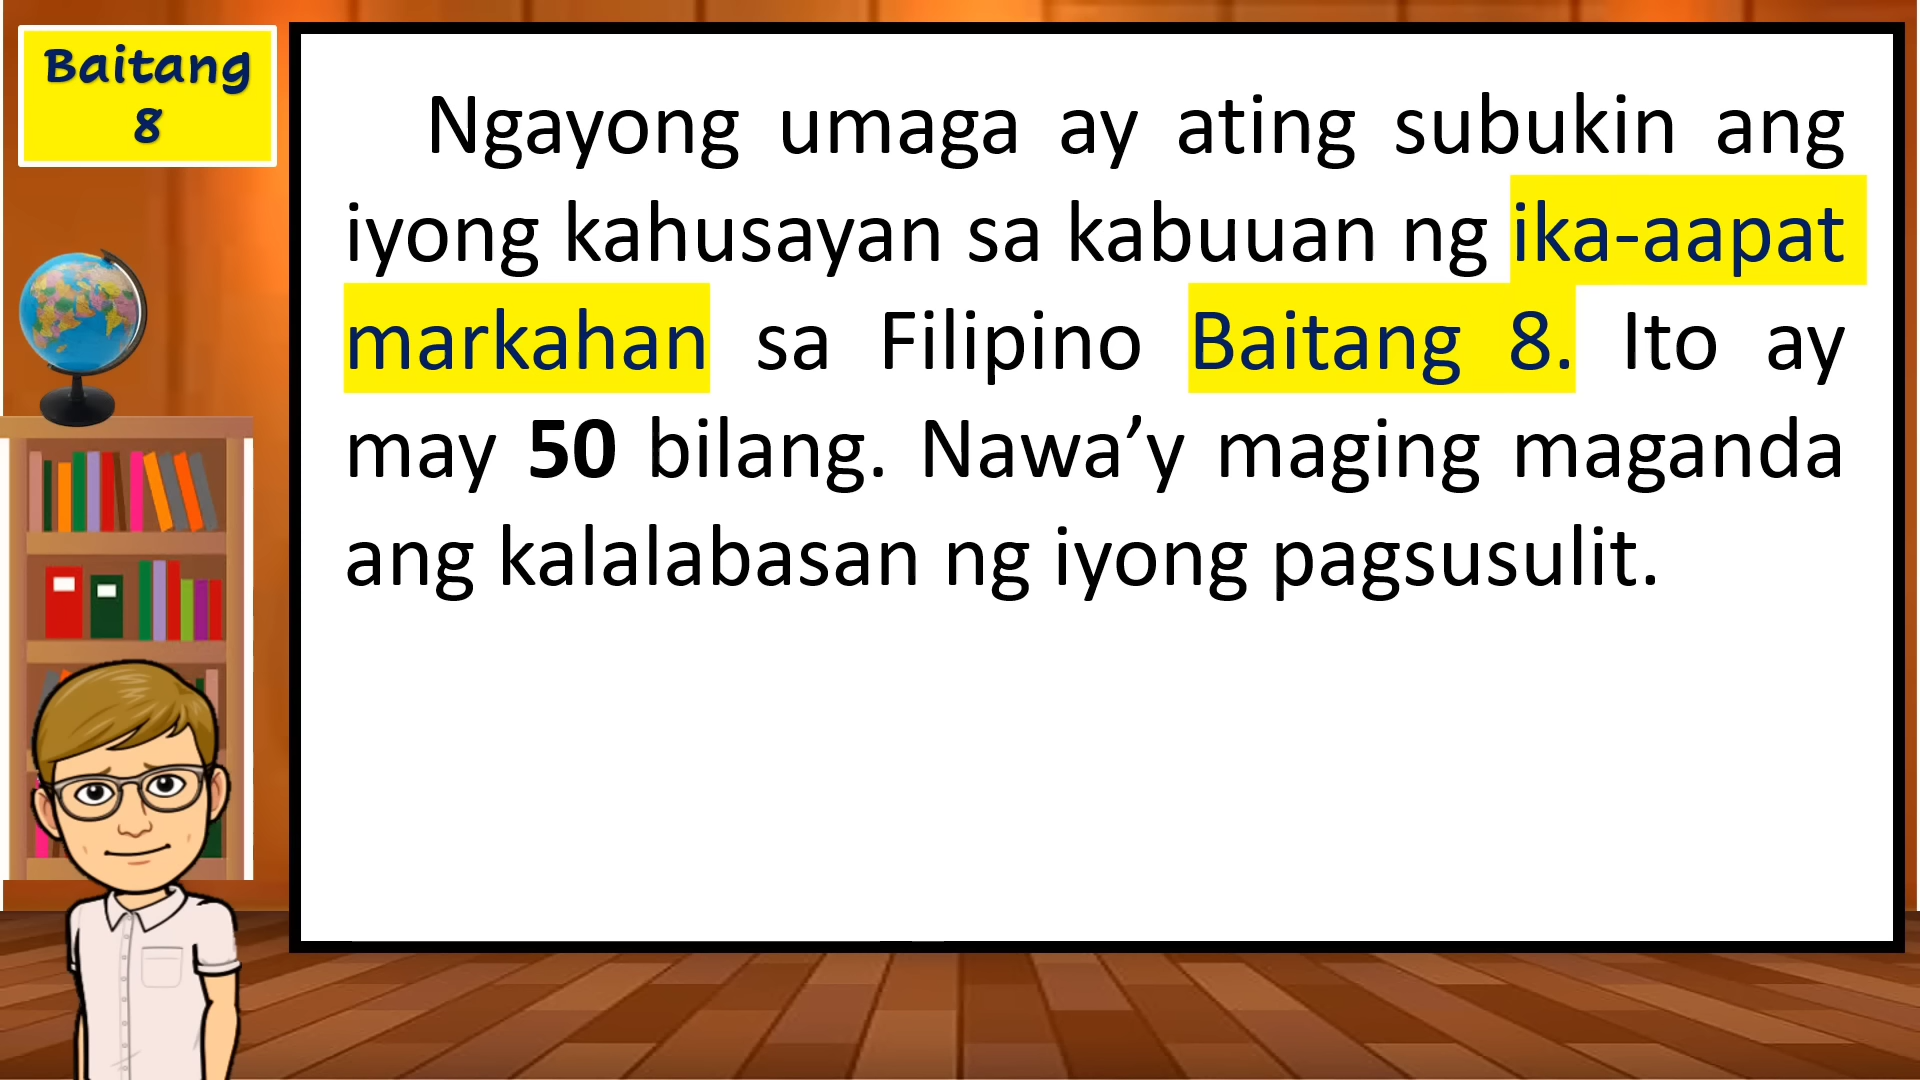 Baitang
8
Ngayong umaga ay ating subukin ang
iyong kahusayan sa kabuuan ng ika-aapat
markahan sa Filipino Baitang 8. Ito ay
may 50 bilang. Nawa’y maging maganda
ang kalalabasan ng iyong pagsusulit.